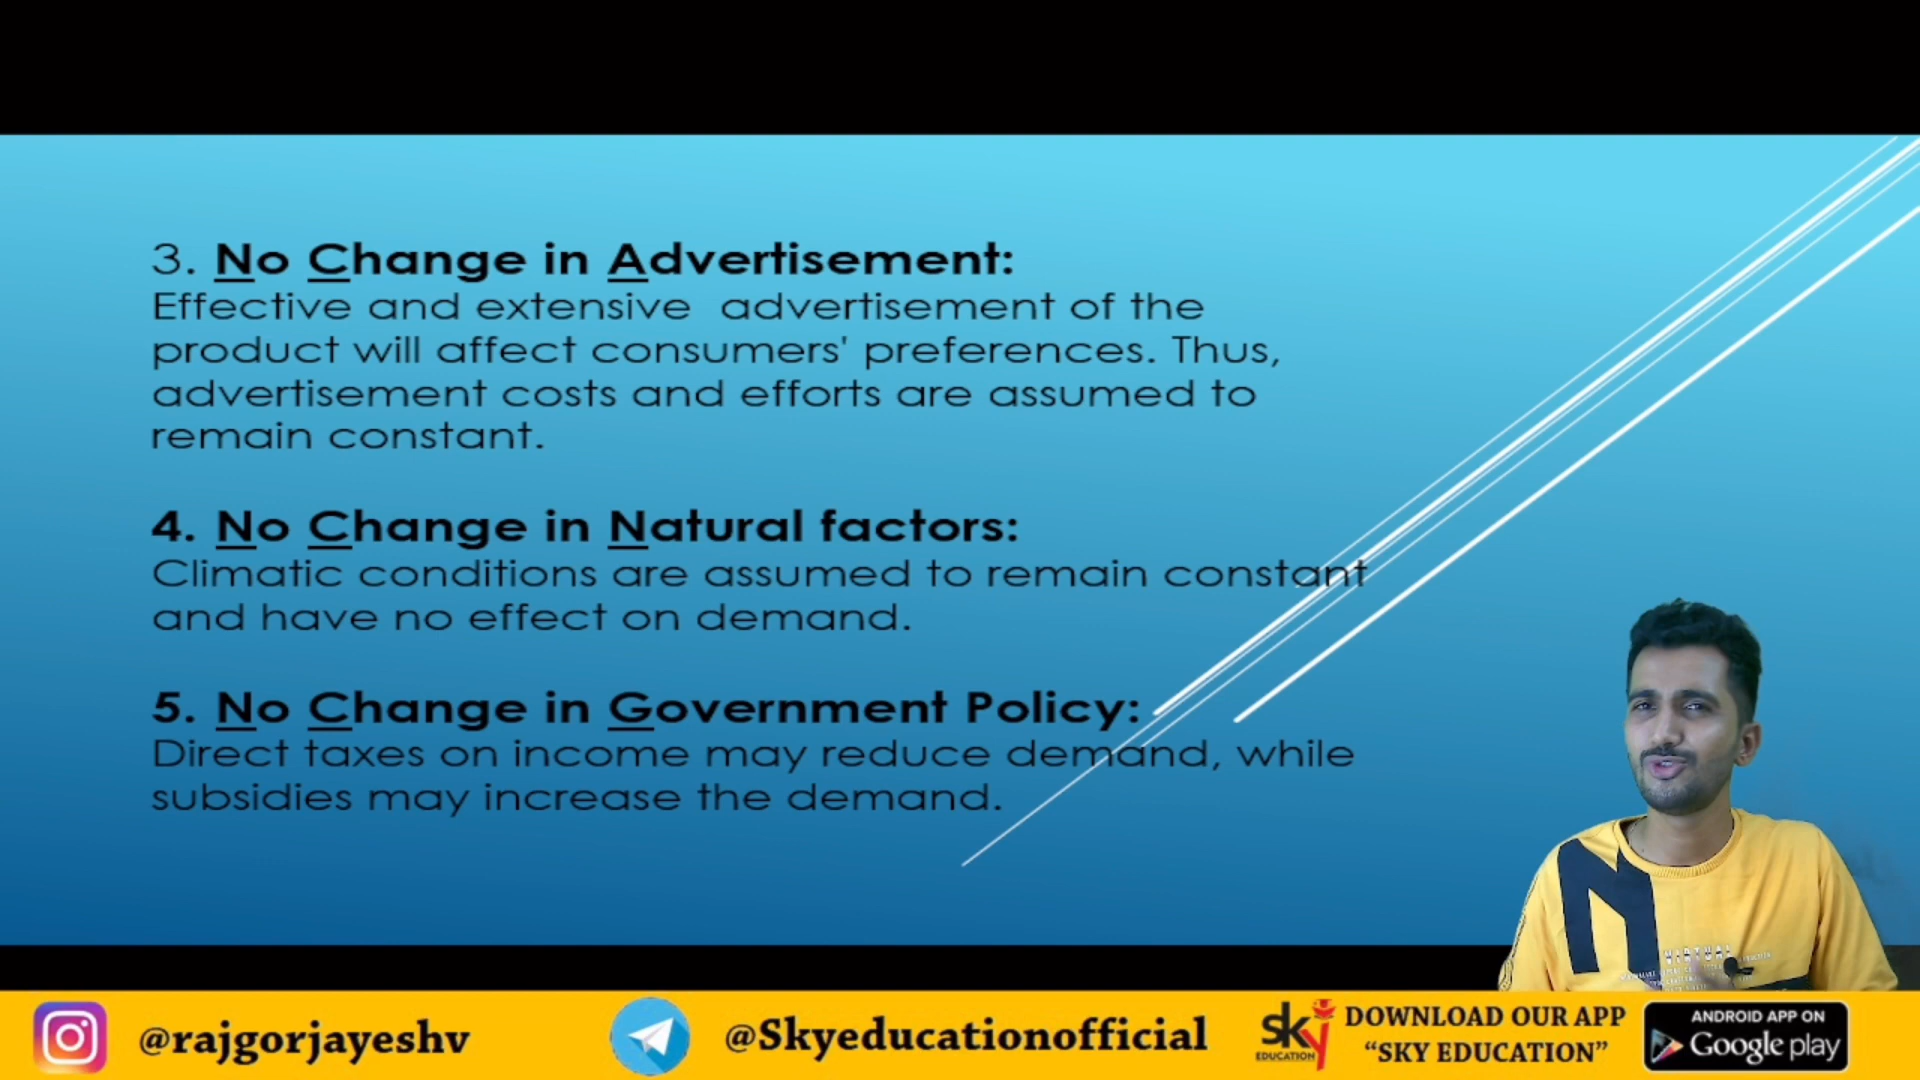 3. No Change in Advertisement:
Effective and extensive advertisement of the
product will affect consumers' preferences. Thus,
advertisement costs and efforts are assumed to
remain constant.
4. No Change in Natural factors:
Climatic conditions are assumed to remain constant
and have no effect on demand.
5. No Change in Government Policy:
Direct taxes on income may reduce demand, while
subsidies may increase the demand.
N
VIRTUAL
@rajgorjayeshv
@Skyeducationofficial
sky
EDUCATION
DOWNLOAD OUR APP
“SKY EDUCATION”
ANDROID APP ON
Google play